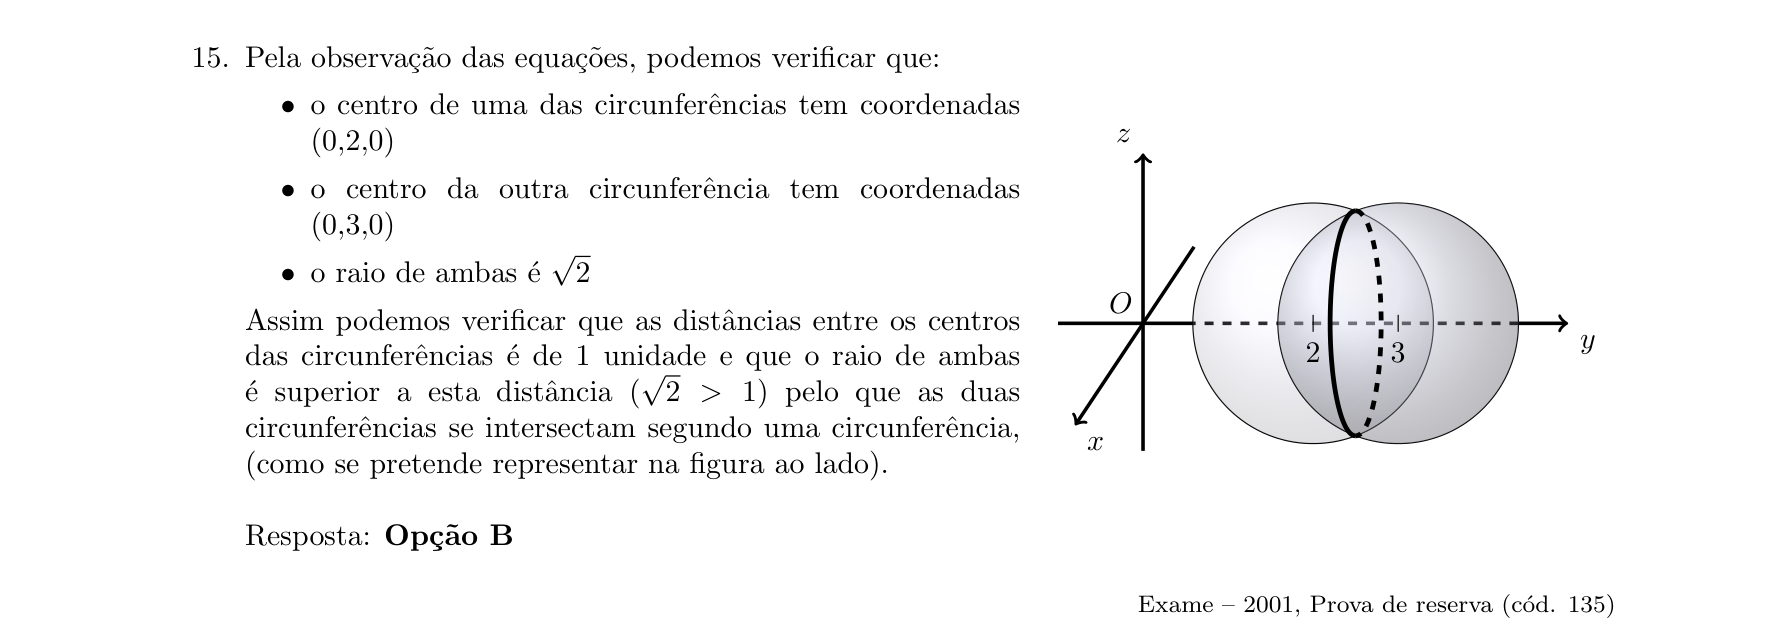 15. Pela observação das equações, podemos verificar que:
• o centro de uma das circunferências tem coordenadas
(0,2,0)
• o centro da outra circunferência tem coordenadas
(0,3,0)
• o raio de ambas é √2
Assim podemos verificar que as distâncias entre os centros
das circunferências é de 1 unidade e que o raio de ambas
é superior a esta distância (√2 > 1) pelo que as duas
circunferências se intersectam segundo uma circunferência,
(como se pretende representar na figura ao lado).
Resposta: Opção B
z
O
2
3
y
x
Exame – 2001, Prova de reserva (cód. 135)